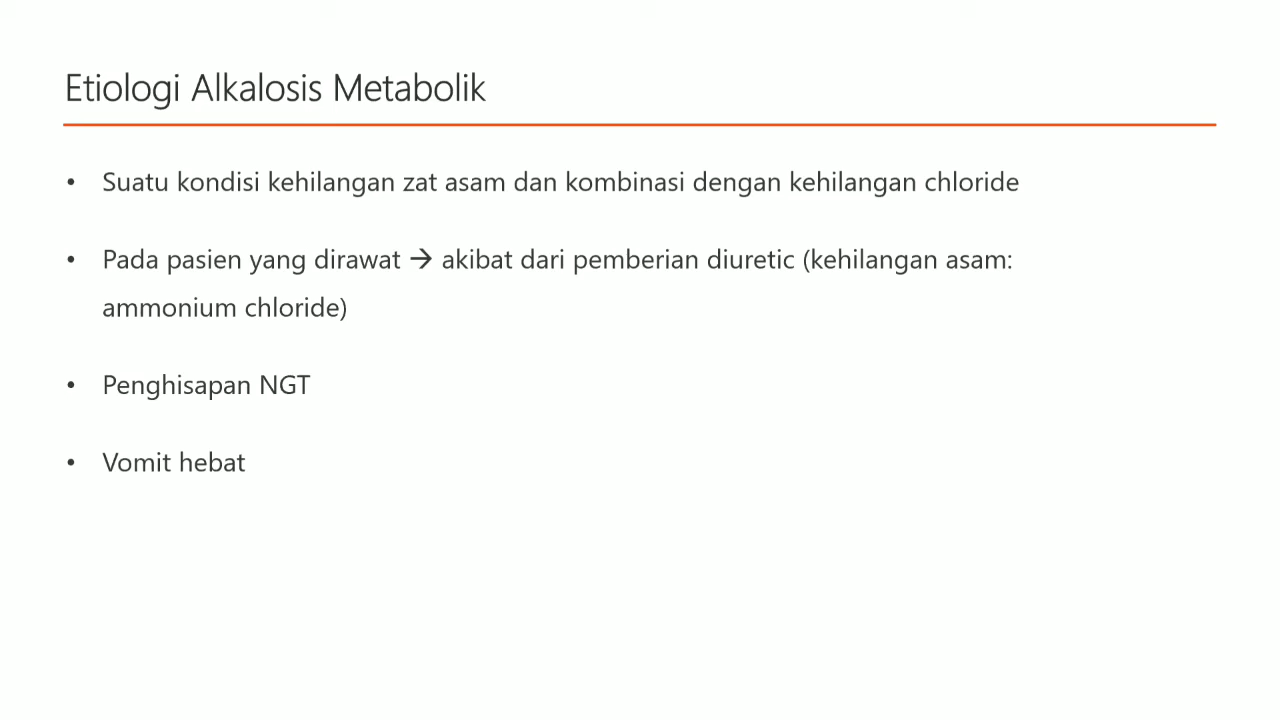 Etiologi Alkalosis Metabolik
• Suatu kondisi kehilangan zat asam dan kombinasi dengan kehilangan chloride
• Pada pasien yang dirawat → akibat dari pemberian diuretic (kehilangan asam:
ammonium chloride)
• Penghisapan NGT
• Vomit hebat